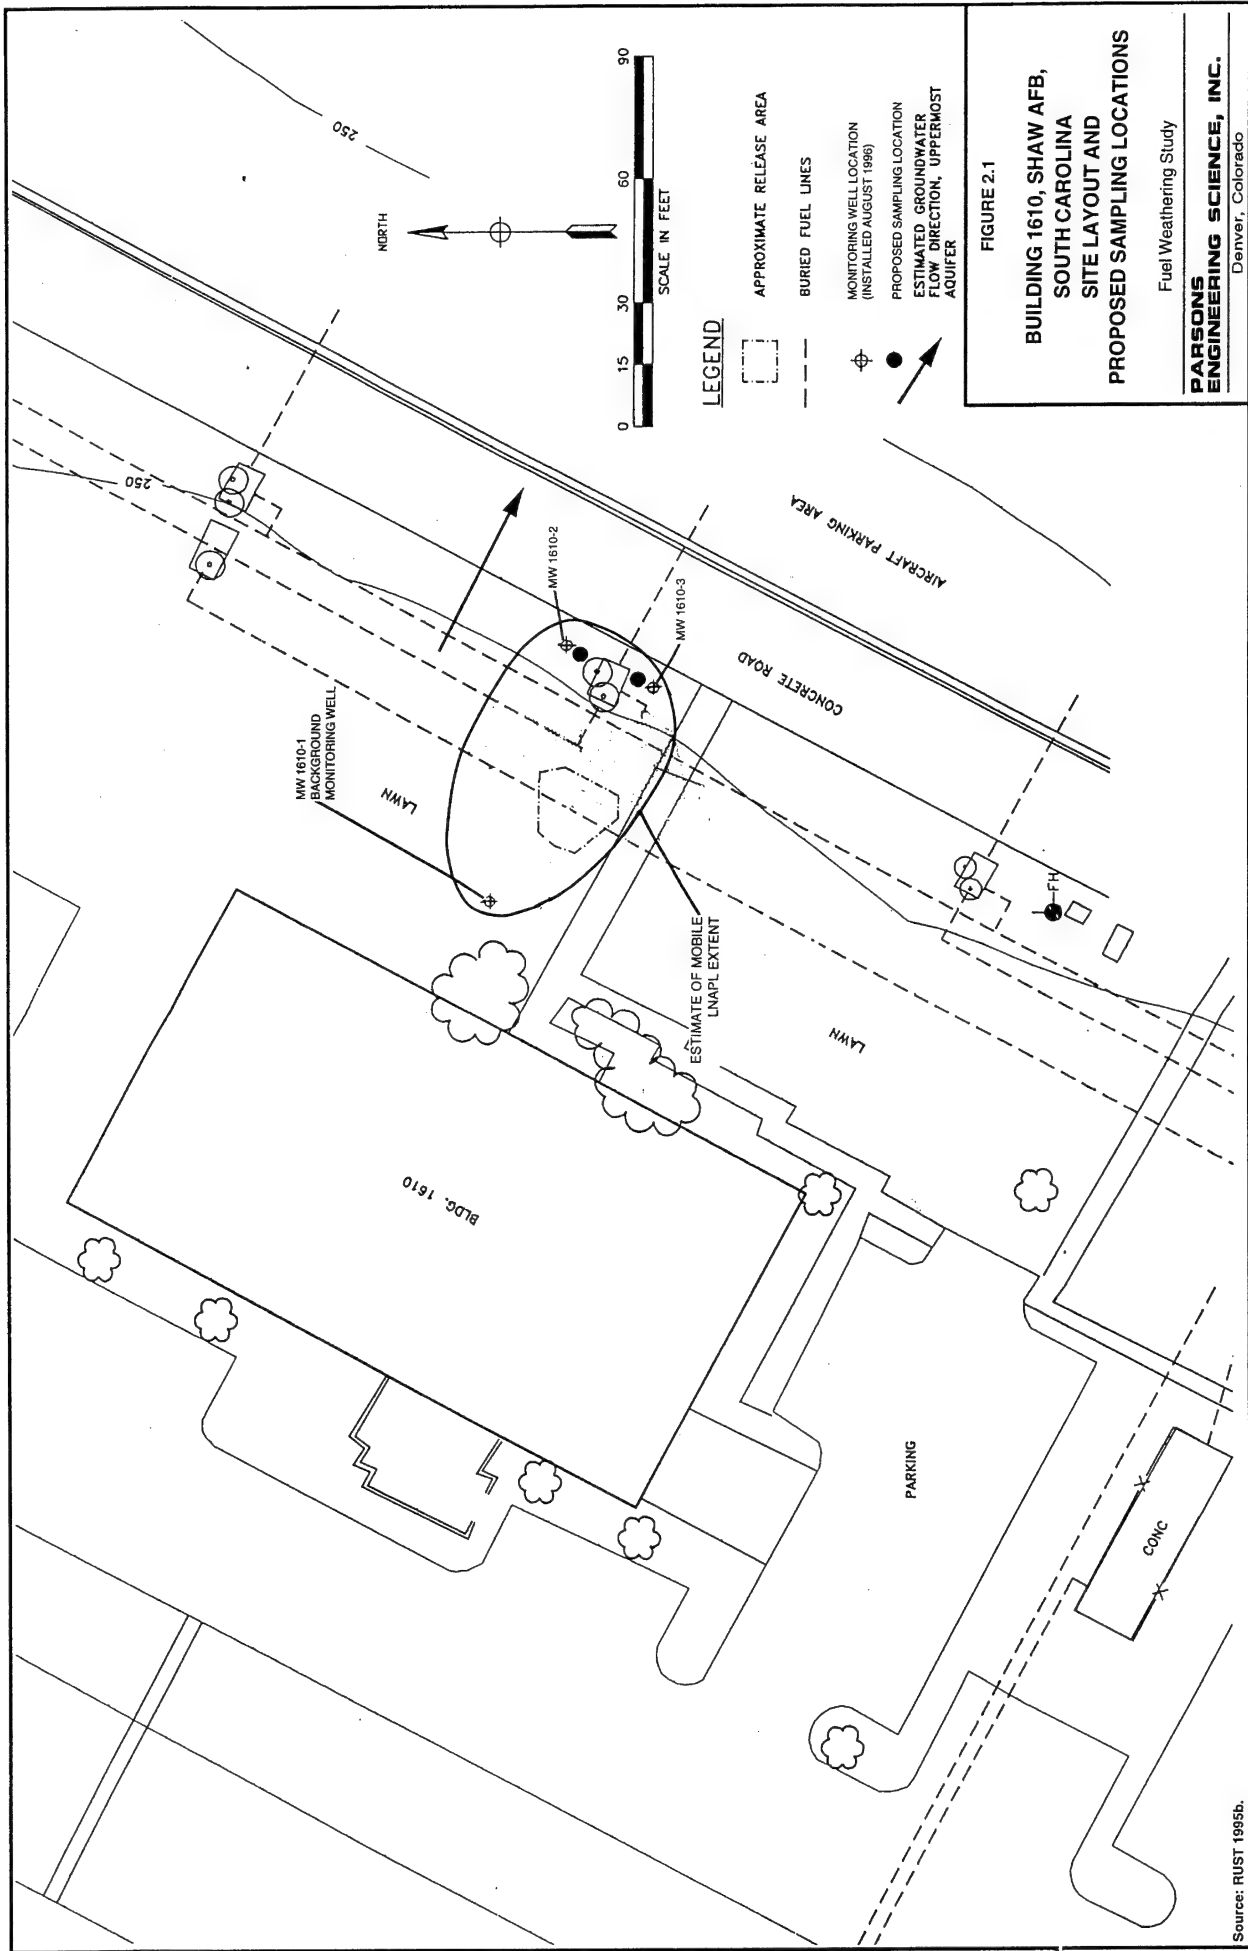 250
NORTH
0
15
30
60
90
SCALE IN FEET
LEGEND
APPROXIMATE RELEASE AREA
BURIED FUEL LINES
MONITORING WELL LOCATION
(INSTALLED AUGUST 1996)
PROPOSED SAMPLING LOCATION
ESTIMATED GROUNDWATER
FLOW DIRECTION, UPPERMOST
AQUIFER
250
MW 1610-1
BACKGROUND
MONITORING WELL
LAWN
MW 1610-2
MW 1610-3
CONCRETE ROAD
AIRCRAFT PARKING AREA
ESTIMATE OF MOBILE
LNAPL EXTENT
FH
LAWN
BLDG. 1610
PARKING
CONC
FIGURE 2.1
BUILDING 1610, SHAW AFB,
SOUTH CAROLINA
SITE LAYOUT AND
PROPOSED SAMPLING LOCATIONS
Fuel Weathering Study
PARSONS
ENGINEERING SCIENCE, INC.
Denver, Colorado
Source: RUST 1995b.